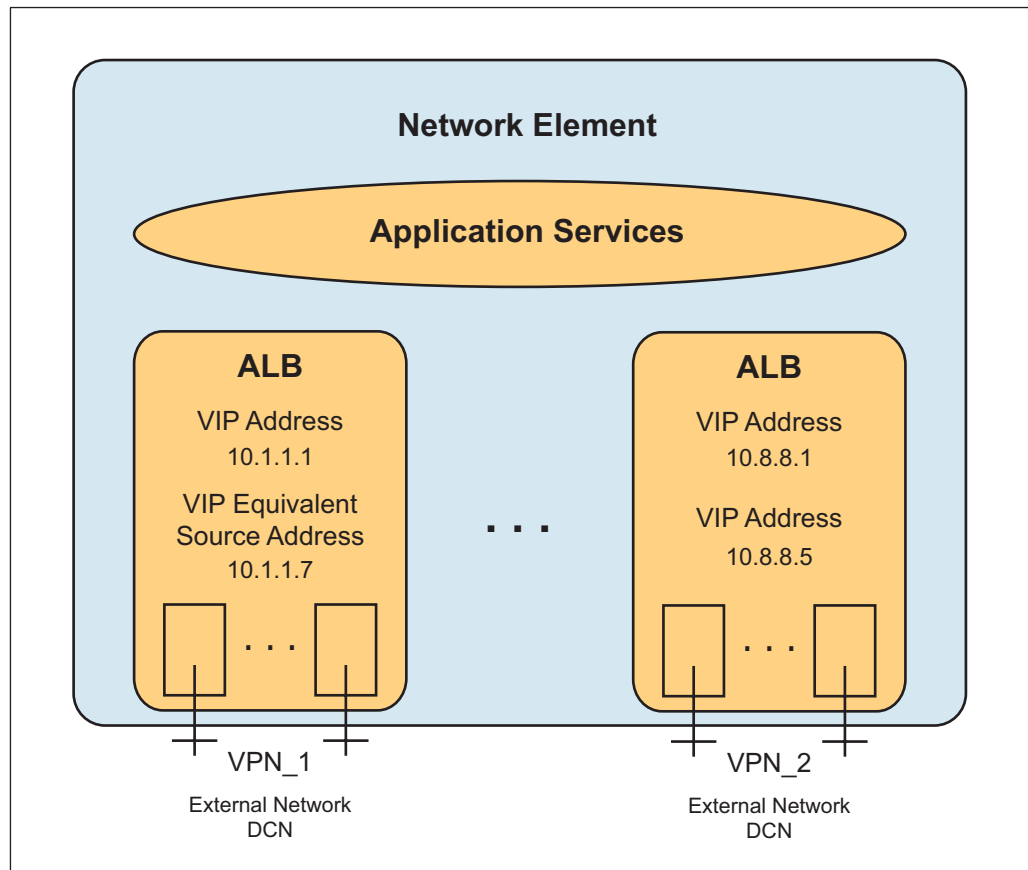 Network Element
Application Services
ALB
VIP Address
10.1.1.1
VIP Equivalent
Source Address
10.1.1.7
. . .
. . .
ALB
VIP Address
10.8.8.1
VIP Address
10.8.8.5
. . .
VPN_1
External Network
DCN
VPN_2
External Network
DCN